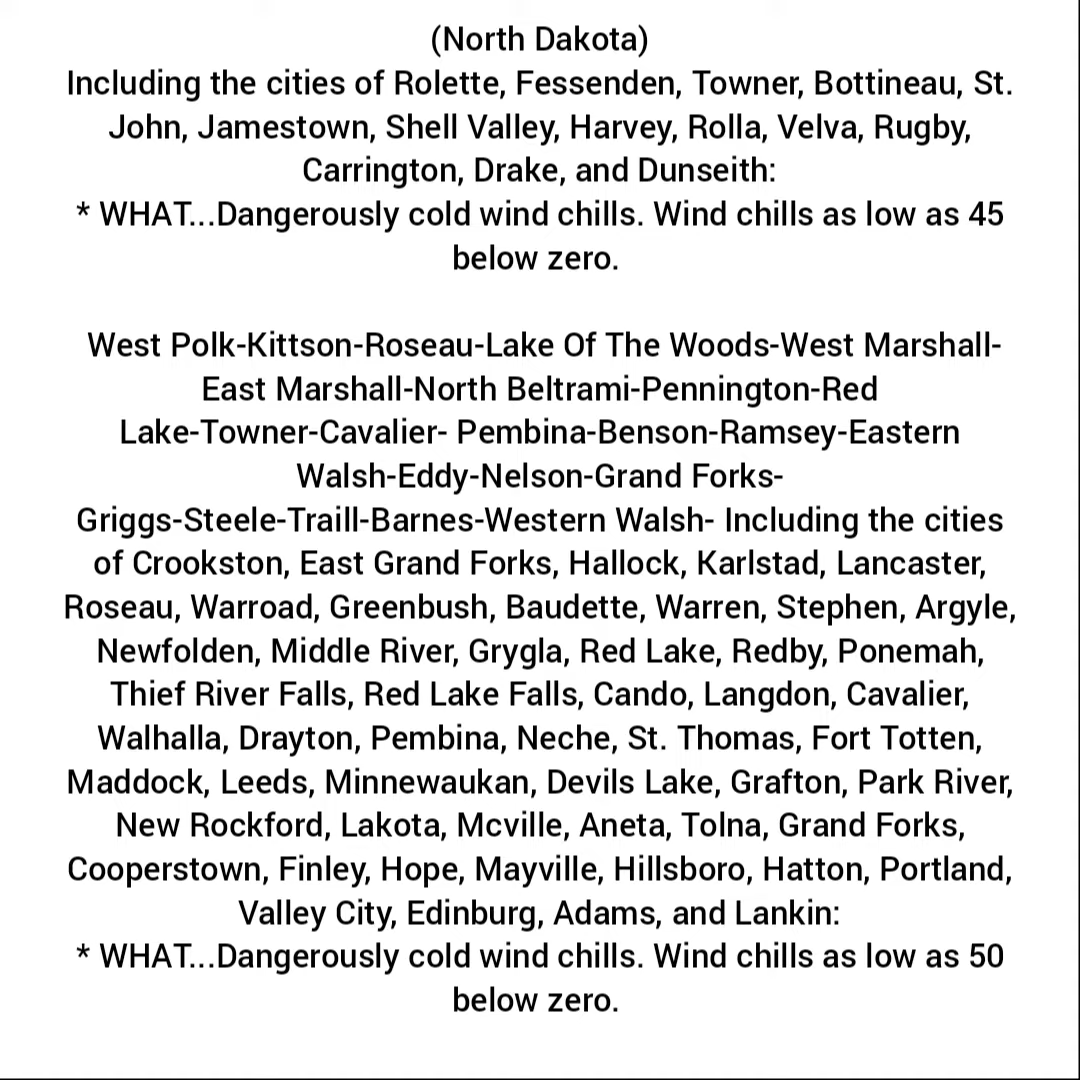 (North Dakota)
Including the cities of Rolette, Fessenden, Towner, Bottineau, St.
John, Jamestown, Shell Valley, Harvey, Rolla, Velva, Rugby,
Carrington, Drake, and Dunseith:
* WHAT...Dangerously cold wind chills. Wind chills as low as 45
below zero.
West Polk-Kittson-Roseau-Lake Of The Woods-West Marshall-
East Marshall-North Beltrami-Pennington-Red
Lake-Towner-Cavalier- Pembina-Benson-Ramsey-Eastern
Walsh-Eddy-Nelson-Grand Forks-
Griggs-Steele-Traill-Barnes-Western Walsh- Including the cities
of Crookston, East Grand Forks, Hallock, Karlstad, Lancaster,
Roseau, Warroad, Greenbush, Baudette, Warren, Stephen, Argyle,
Newfolden, Middle River, Grygla, Red Lake, Redby, Ponemah,
Thief River Falls, Red Lake Falls, Cando, Langdon, Cavalier,
Walhalla, Drayton, Pembina, Neche, St. Thomas, Fort Totten,
Maddock, Leeds, Minnewaukan, Devils Lake, Grafton, Park River,
New Rockford, Lakota, Mcville, Aneta, Tolna, Grand Forks,
Cooperstown, Finley, Hope, Mayville, Hillsboro, Hatton, Portland,
Valley City, Edinburg, Adams, and Lankin:
* WHAT...Dangerously cold wind chills. Wind chills as low as 50
below zero.